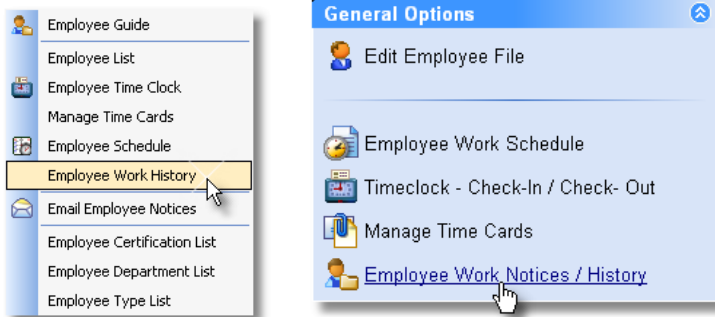 Employee Guide
Employee List
Employee Time Clock
Manage Time Cards
Employee Schedule
Employee Work History
Email Employee Notices
Employee Certification List
Employee Department List
Employee Type List
General Options
Edit Employee File
Employee Work Schedule
Timeclock - Check-In / Check- Out
Manage Time Cards
Employee Work Notices / History